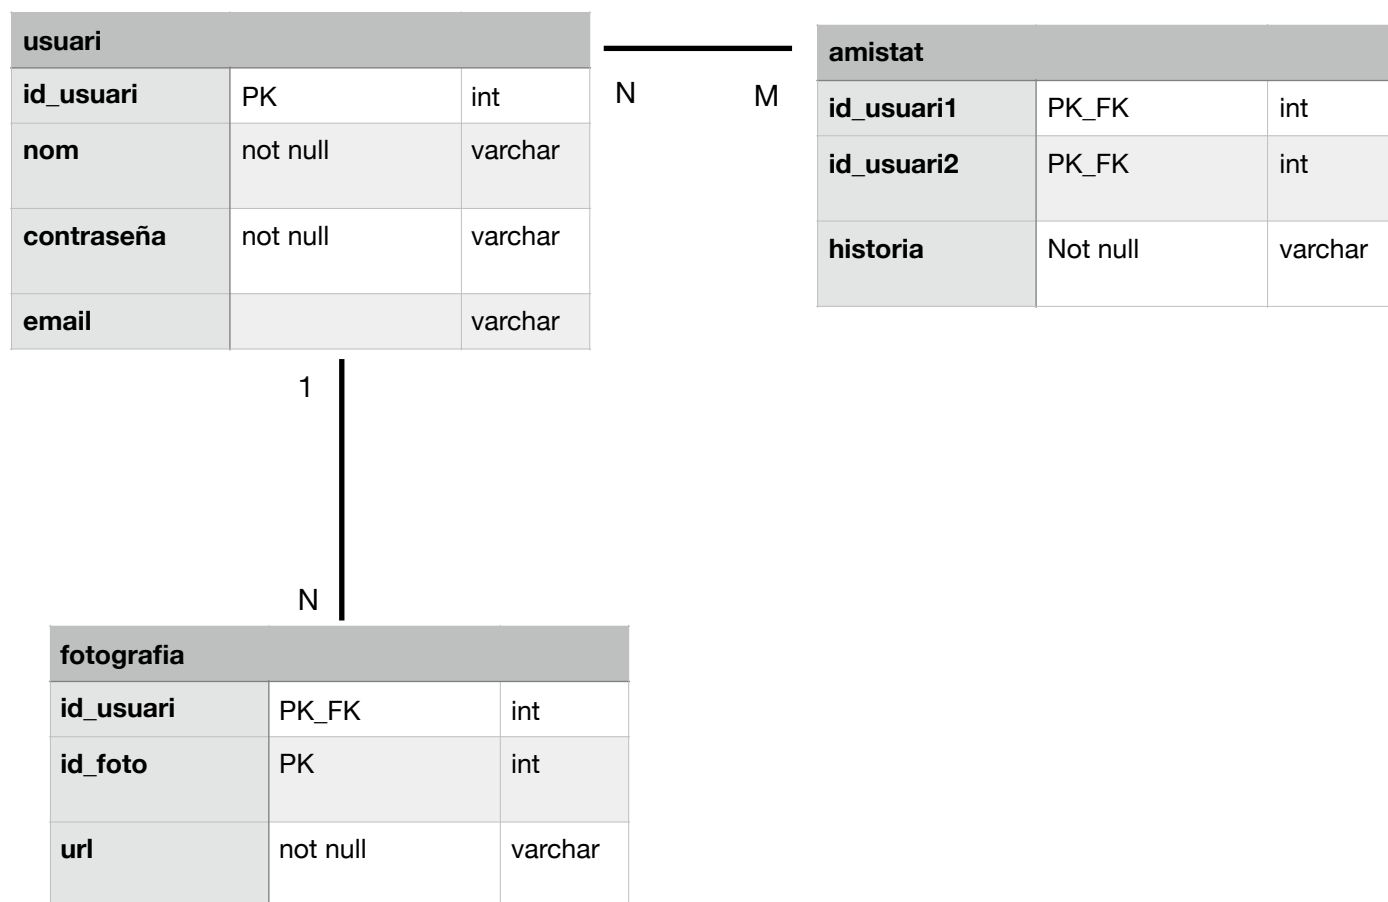 usuari
id_usuari PK int
nom not null varchar
contraseña not null varchar
email varchar
N M
amistat
id_usuari1 PK_FK int
id_usuari2 PK_FK int
historia Not null varchar
1
N
fotografia
id_usuari PK_FK int
id_foto PK int
url not null varchar